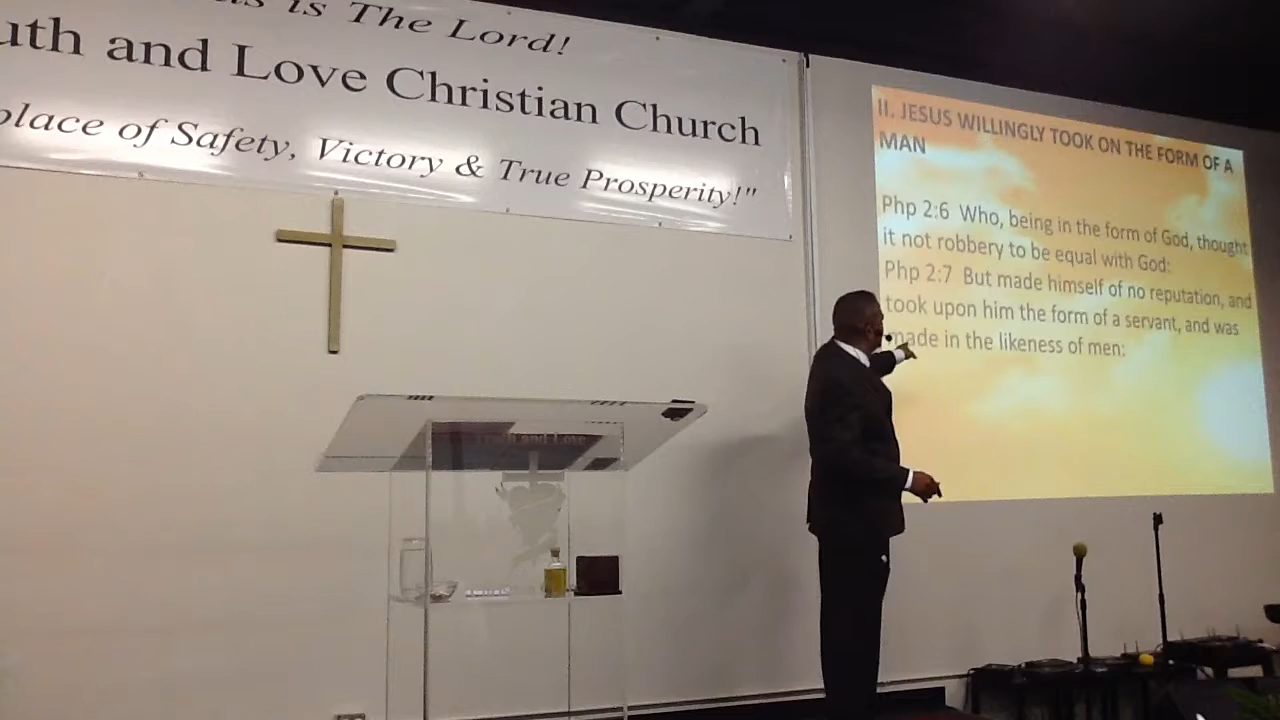 is The Lord!
and Love Christian Church
place of Safety, Victory & True Prosperity!"
II. JESUS WILLINGLY TOOK ON THE FORM OF A
MAN
Php 2:6 Who, being in the form of God, thought
it not robbery to be equal with God:
Php 2:7 But made himself of no reputation, and
took upon him the form of a servant, and was
made in the likeness of men:
Truth and Love